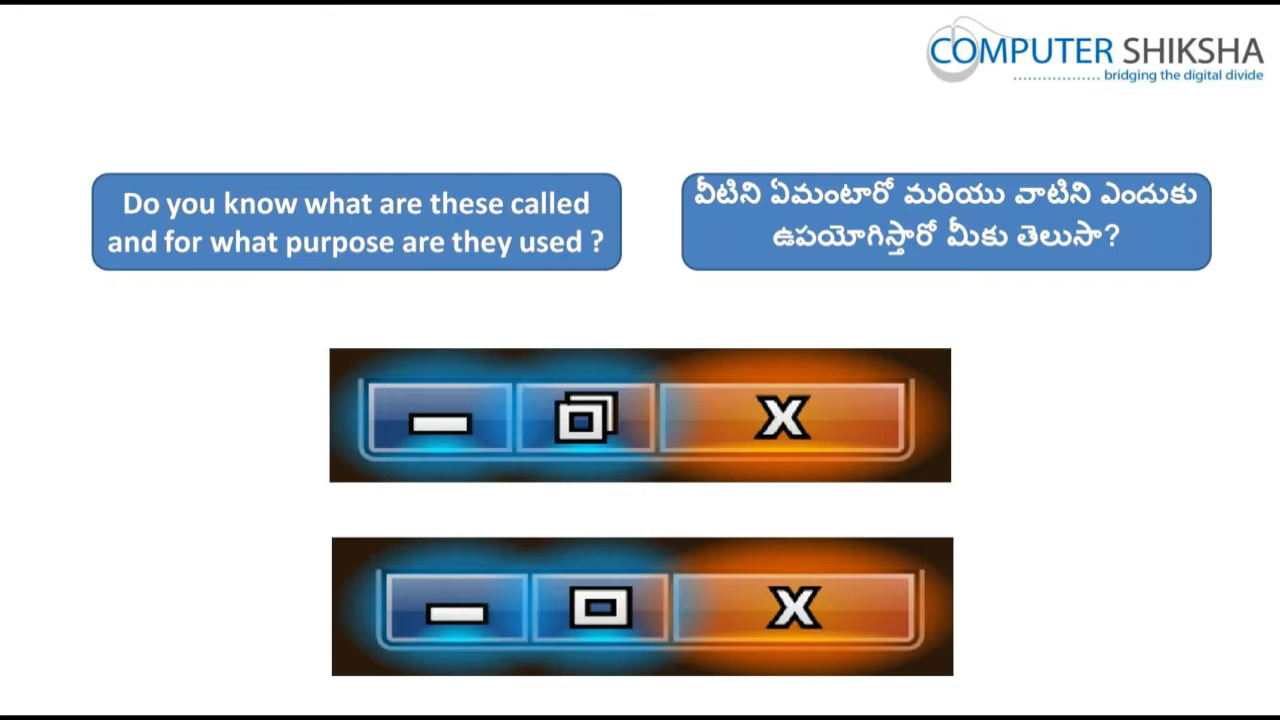 COMPUTER SHIKSHA
bridging the digital divide
Do you know what are these called
and for what purpose are they used ?
వీటిని ఏమంటారో మరియు వాటిని ఎందుకు
ఉపయోగిస్తారో మీకు తెలుసా?